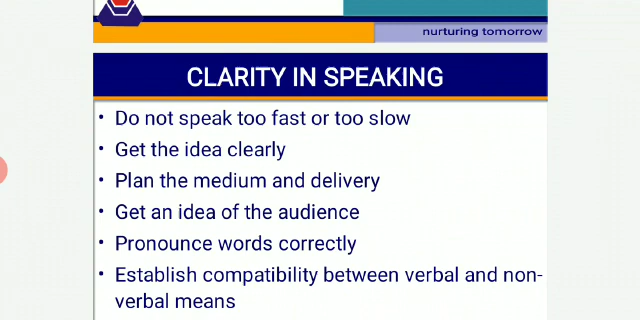 nurturing tomorrow
CLARITY IN SPEAKING
• Do not speak too fast or too slow
• Get the idea clearly
• Plan the medium and delivery
• Get an idea of the audience
• Pronounce words correctly
• Establish compatibility between verbal and non-
verbal means